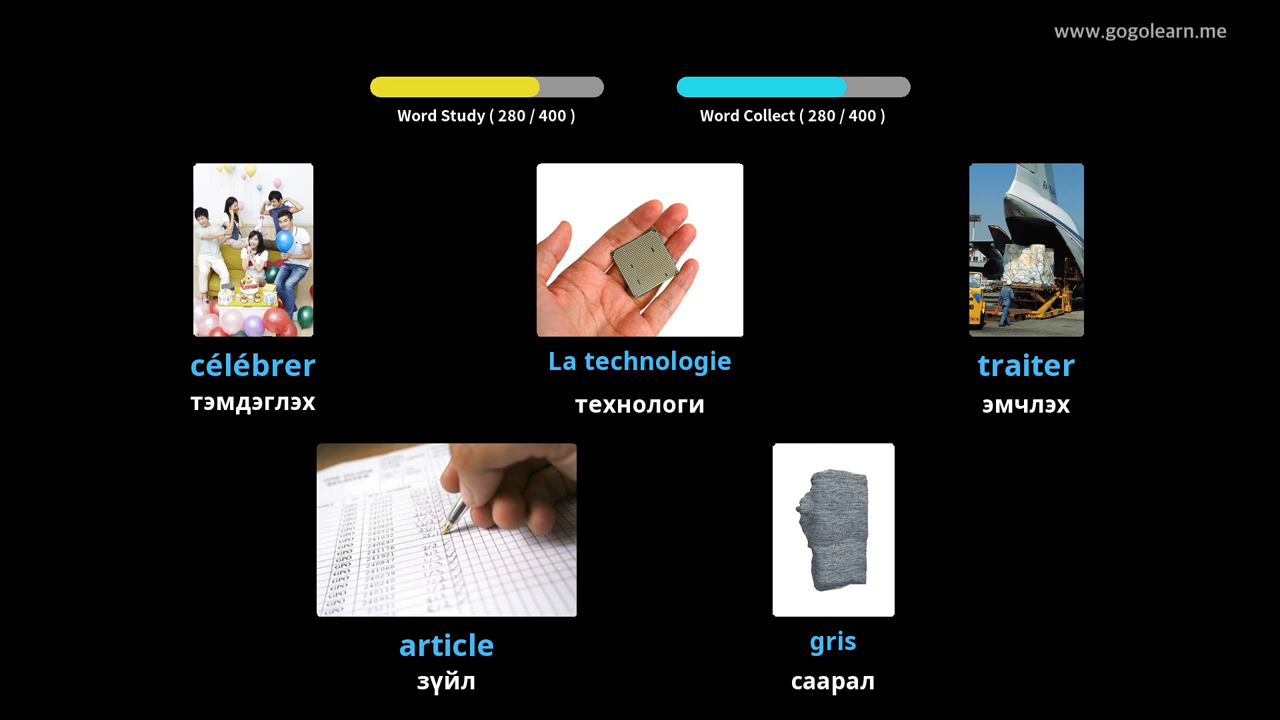 www.gogolearn.me
Word Study ( 280 / 400 )
Word Collect ( 280 / 400 )
célébrer
La technologie
traiter
тэмдэглэх
технологи
эмчлэх
article
gris
зүйл
саарал